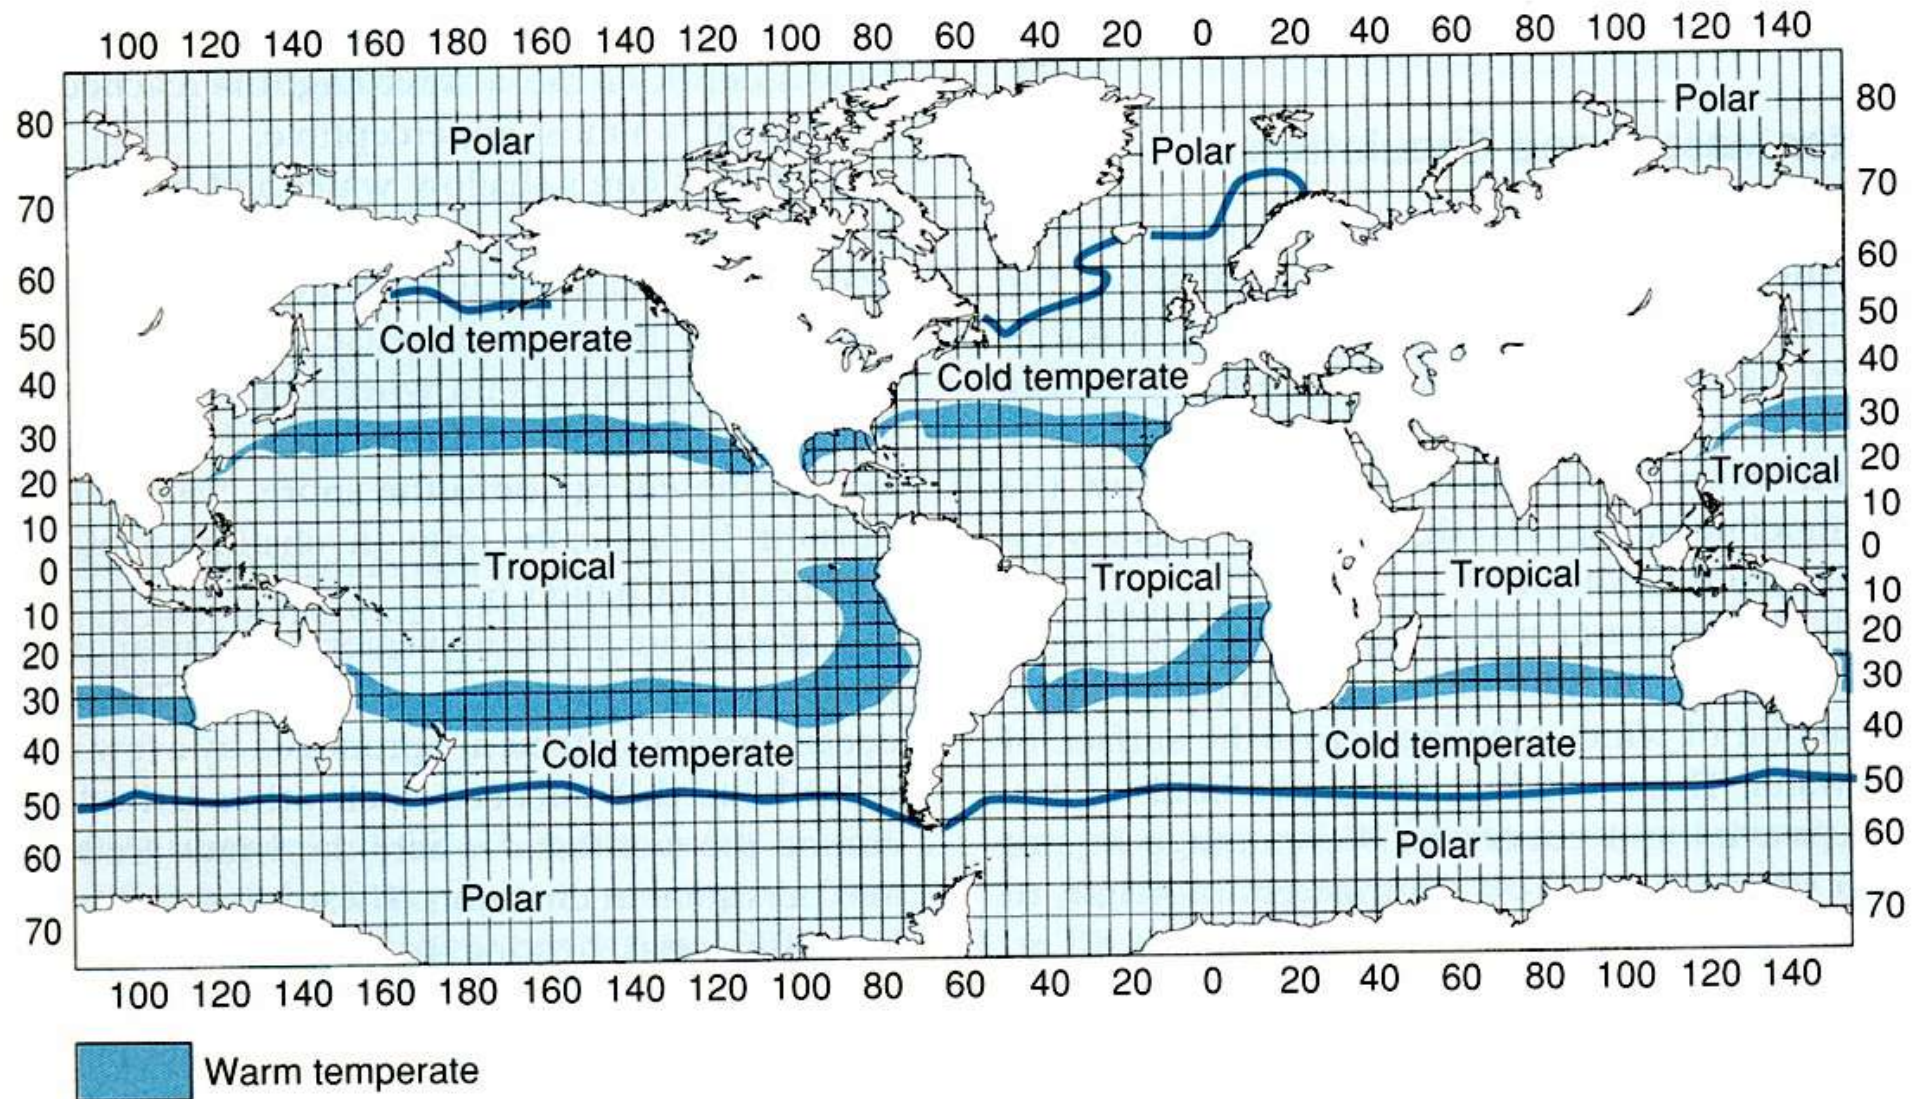 100 120 140 160 180 160 140 120 100 80 60 40 20 0 20 40 60 80 100 120 140
80 Polar Polar Polar 80
70 70
60 60
50 Cold temperate 50
40 Cold temperate 40
30 30
20 Tropical 20
10 10
0 Tropical Tropical Tropical 0
10 10
20 20
30 30
40 Cold temperate Cold temperate 40
50 50
60 Polar 60
70 Polar 70
100 120 140 160 180 160 140 120 100 80 60 40 20 0 20 40 60 80 100 120 140
Warm temperate